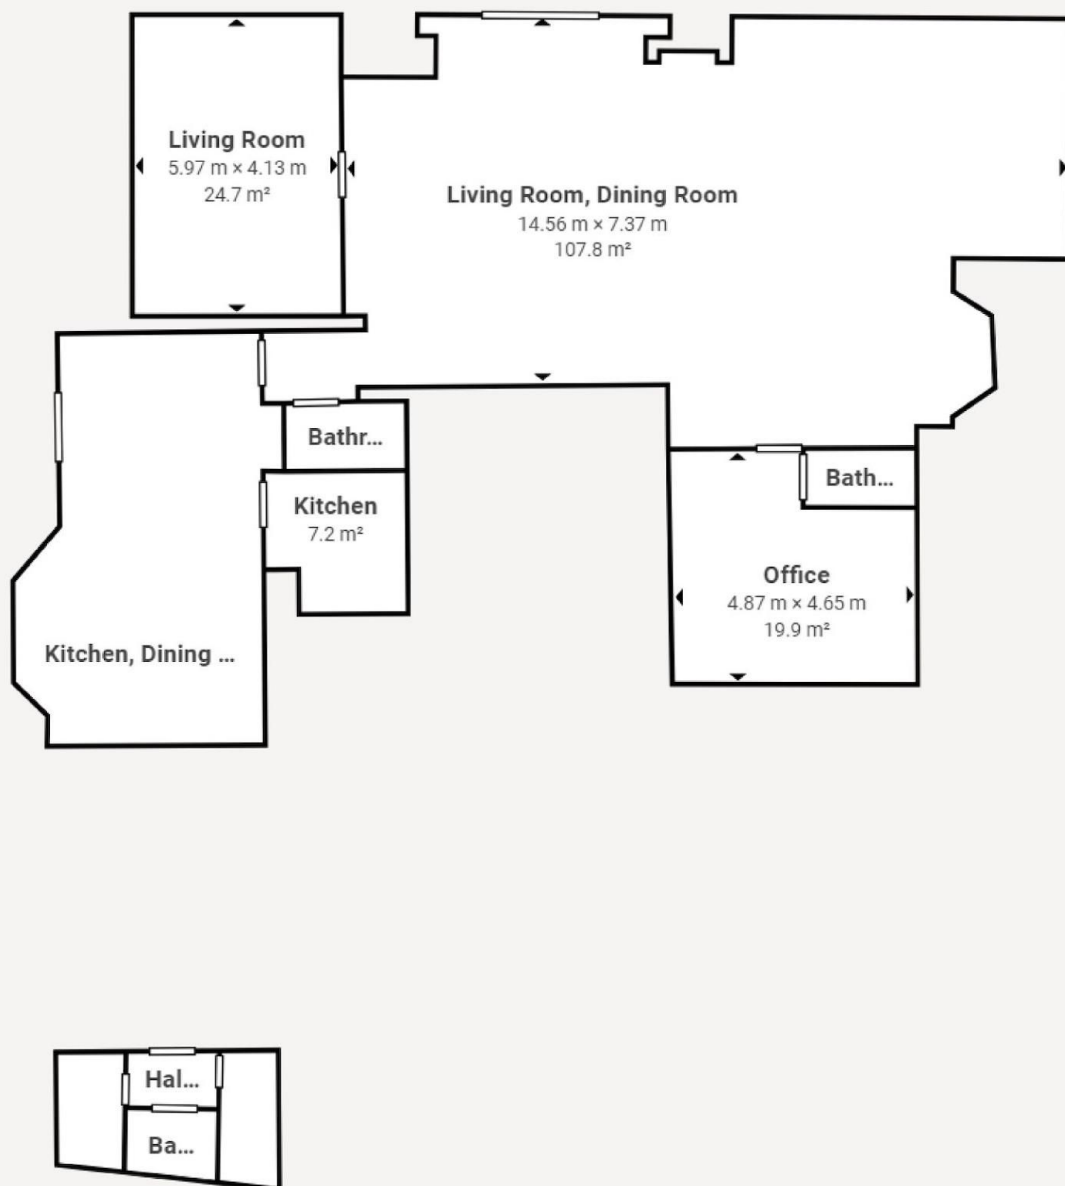 Living Room
5.97 m × 4.13 m
24.7 m²
Living Room, Dining Room
14.56 m × 7.37 m
107.8 m²
Bathr...
Kitchen
7.2 m²
Bath...
Office
4.87 m × 4.65 m
19.9 m²
Kitchen, Dining ...
Hal...
Ba...